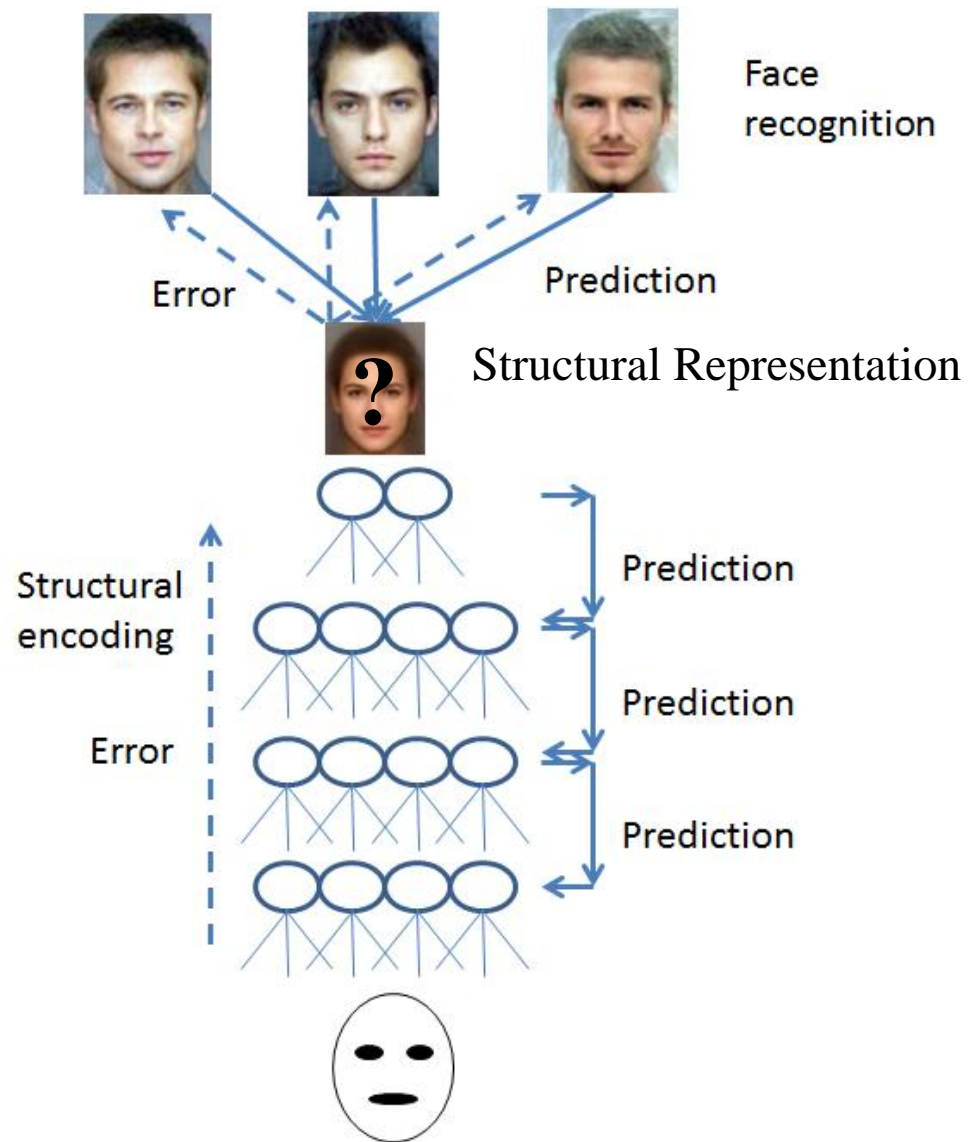 Face
recognition
Error
Prediction
?
Structural Representation
Prediction
Structural
encoding
Prediction
Error
Prediction